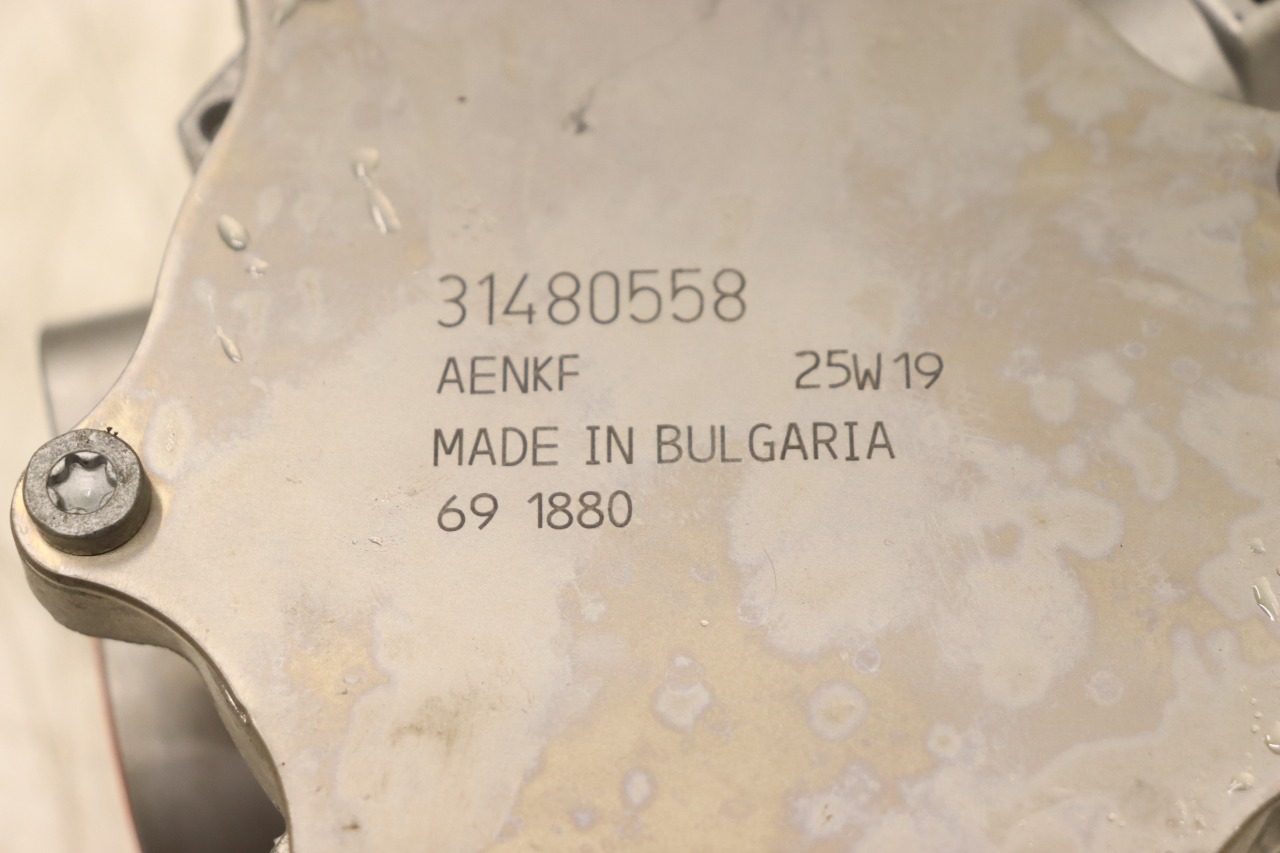 31480558
AENKF 25W19
MADE IN BULGARIA
69 1880